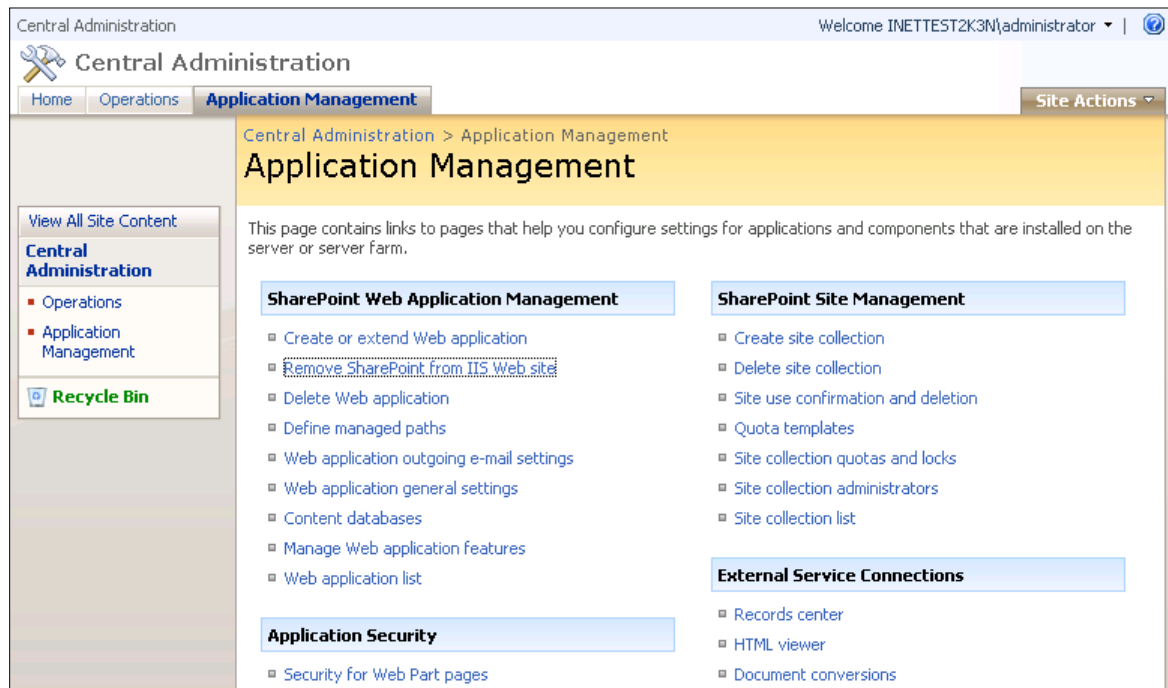 Central Administration
Welcome INETTEST2K3N\administrator
Central Administration
Home
Operations
Application Management
Site Actions
Central Administration > Application Management
Application Management
View All Site Content
Central
Administration
Operations
Application
Management
Recycle Bin
This page contains links to pages that help you configure settings for applications and components that are installed on the
server or server farm.
SharePoint Web Application Management
Create or extend Web application
Remove SharePoint from IIS Web site
Delete Web application
Define managed paths
Web application outgoing e-mail settings
Web application general settings
Content databases
Manage Web application features
Web application list
Application Security
Security for Web Part pages
SharePoint Site Management
Create site collection
Delete site collection
Site use confirmation and deletion
Quota templates
Site collection quotas and locks
Site collection administrators
Site collection list
External Service Connections
Records center
HTML viewer
Document conversions